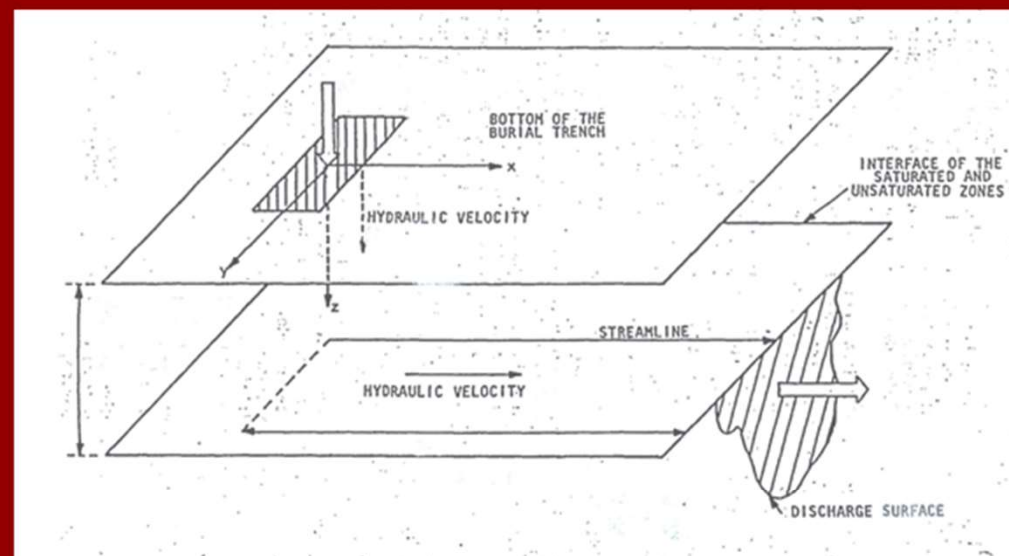 BOTTOM OF THE
BURIAL TRENCH
X
INTERFACE OF THE
SATURATED AND
UNSATURATED ZONES
HYDRAULIC VELOCITY
Y
Z
STREAMLINE
HYDRAULIC VELOCITY
DISCHARGE SURFACE